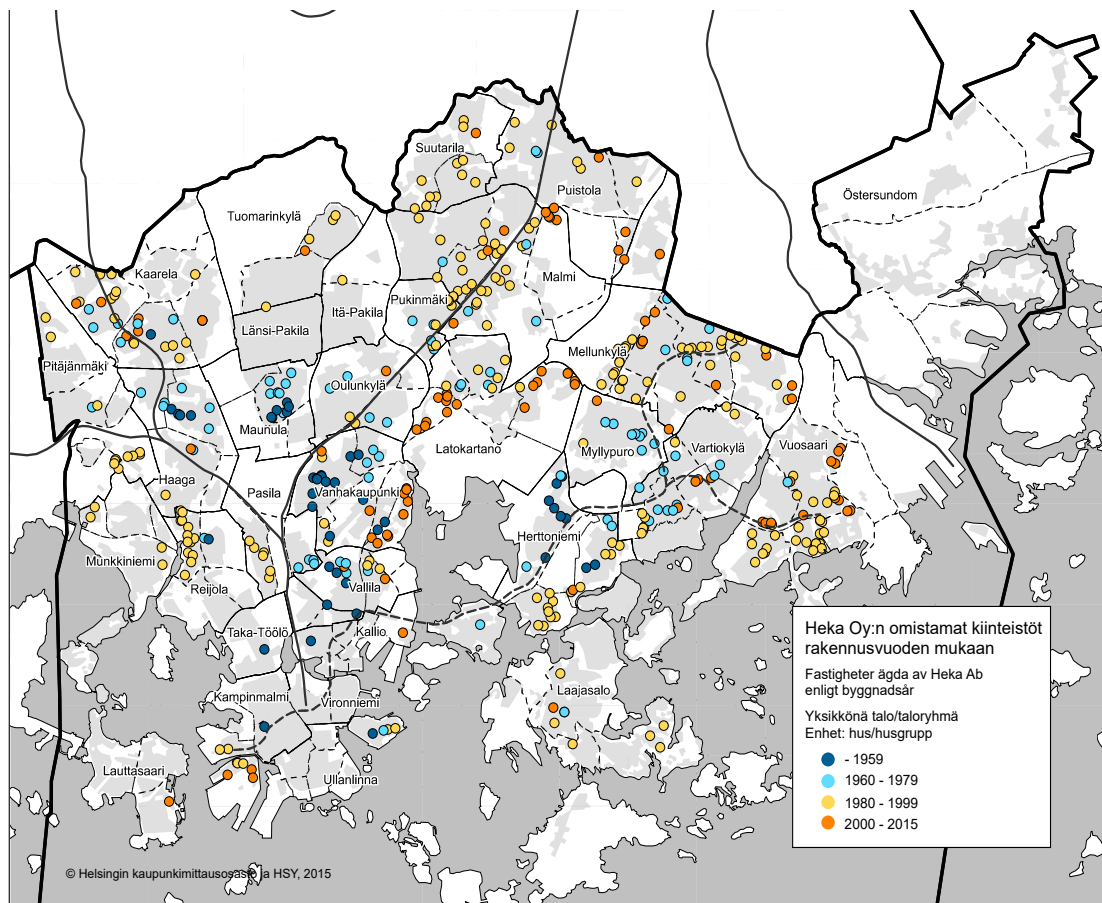 Suutarila
Puistola
Östersundom
Tuomarinkylä
Kaarela
Malmi
Pukinmäki
Itä-Pakila
Länsi-Pakila
Mellunkylä
Pitäjänmäki
Oulunkylä
Maunula
Latokartano
Myllypuro
Vartiokylä
Vuosaari
Haaga
Pasila
Vanhakaupunki
Herttoniemi
Munkkiniemi
Reijola
Vallila
Taka-Töölö
Kallio
Kampinmalmi
Vironniemi
Laajasalo
Lauttasaari
Ullanlinna
Heka Oy:n omistamat kiinteistöt
rakennusvuoden mukaan
Fastigheter ägda av Heka Ab
enligt byggnadsår
Yksikkönä talo/taloryhmä
Enhet: hus/husgrupp
- 1959
1960 - 1979
1980 - 1999
2000 - 2015
© Helsingin kaupunkimittausosasto ja HSY, 2015